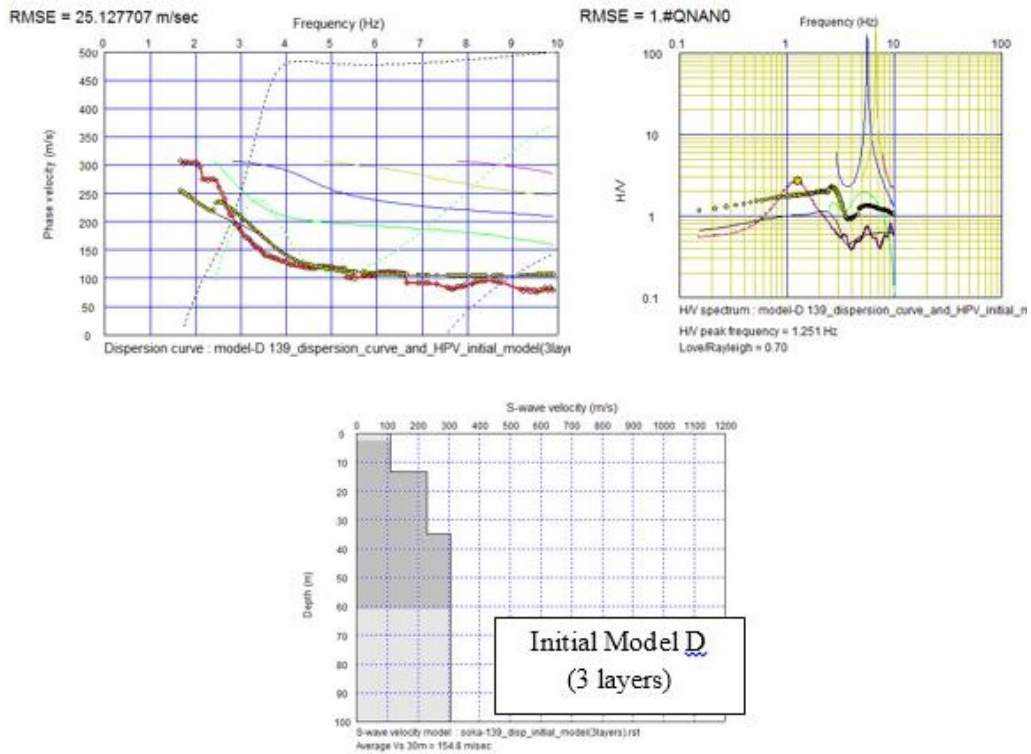 RMSE = 25.127707 m/sec
Frequency (Hz)
0 1 2 3 4 5 6 7 8 9 10
500
450
400
350
300
250
200
150
100
50
0
Phase velocity (m/s)
Dispersion curve : model-D 139_dispersion_curve_and_HPV_initial_model(3laye
RMSE = 1.#QNAN0
Frequency (Hz)
0.1 1 10 100
100
10
1
0.1
H/V
H/V spectrum : model-D 139_dispersion_curve_and_HPV_initial_m
H/V peak frequency = 1.251 Hz
Love/Rayleigh = 0.70
S-wave velocity (m/s)
0 100 200 300 400 500 600 700 800 900 1000 1100 1200
0
10
20
30
40
50
60
70
80
90
100
Depth (m)
Initial Model D
(3 layers)
S-wave velocity model : soka-139_disp_initial_model(3layers).rst
Average Vs 30m = 154.6 m/sec